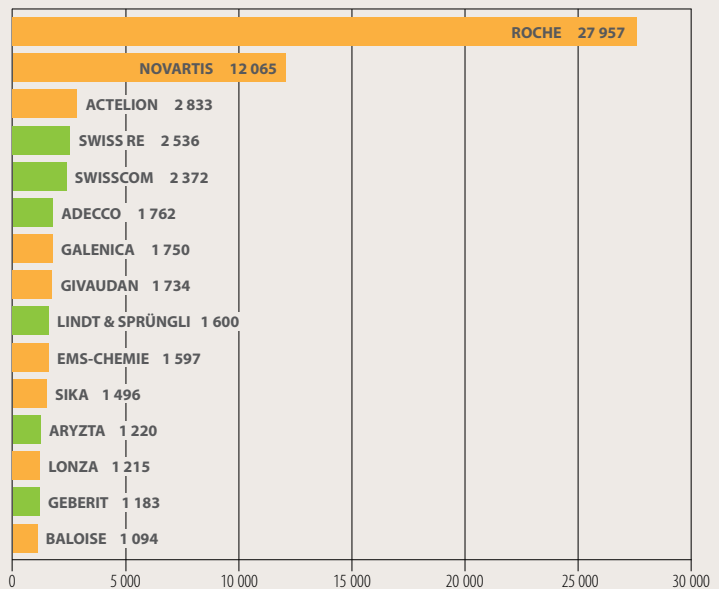 ROCHE 27 957
NOVARTIS 12 065
ACTELION 2 833
SWISS RE 2 536
SWISSCOM 2 372
ADECCO 1 762
GALENICA 1 750
GIVAUDAN 1 734
LINDT & SPRÜNGLI 1 600
EMS-CHEMIE 1 597
SIKA 1 496
ARYZTA 1 220
LONZA 1 215
GEBERIT 1 183
BALOISE 1 094
0 5 000 10 000 15 000 20 000 25 000 30 000